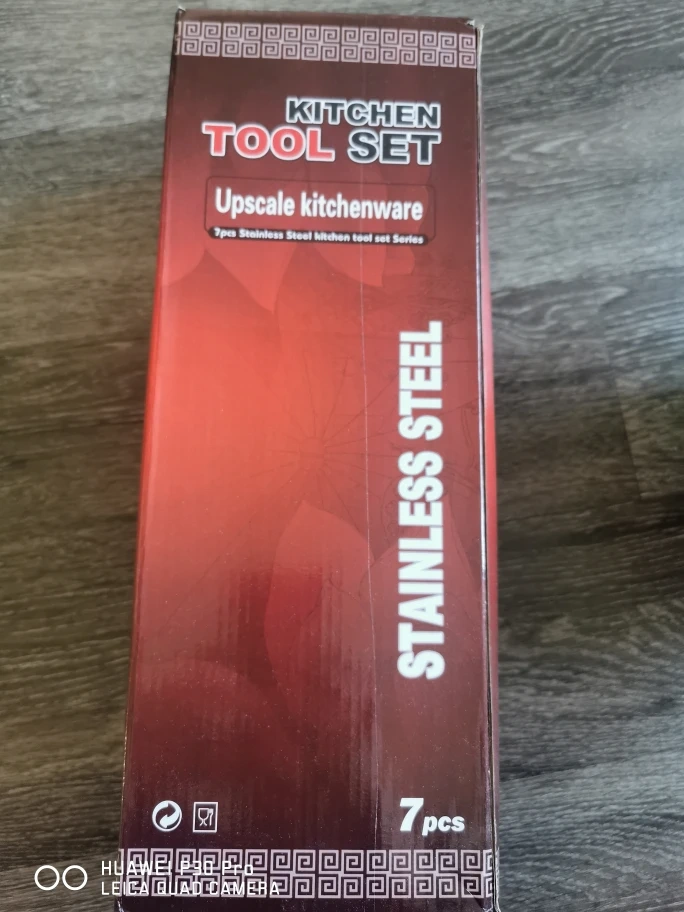 KITCHEN
TOOL SET
Upscale kitchenware
7pcs Stainless Steel kitchen tool set Series
STAINLESS STEEL
7pcs
HUAWEI P30 Pro
LEICA QUAD CAMERA